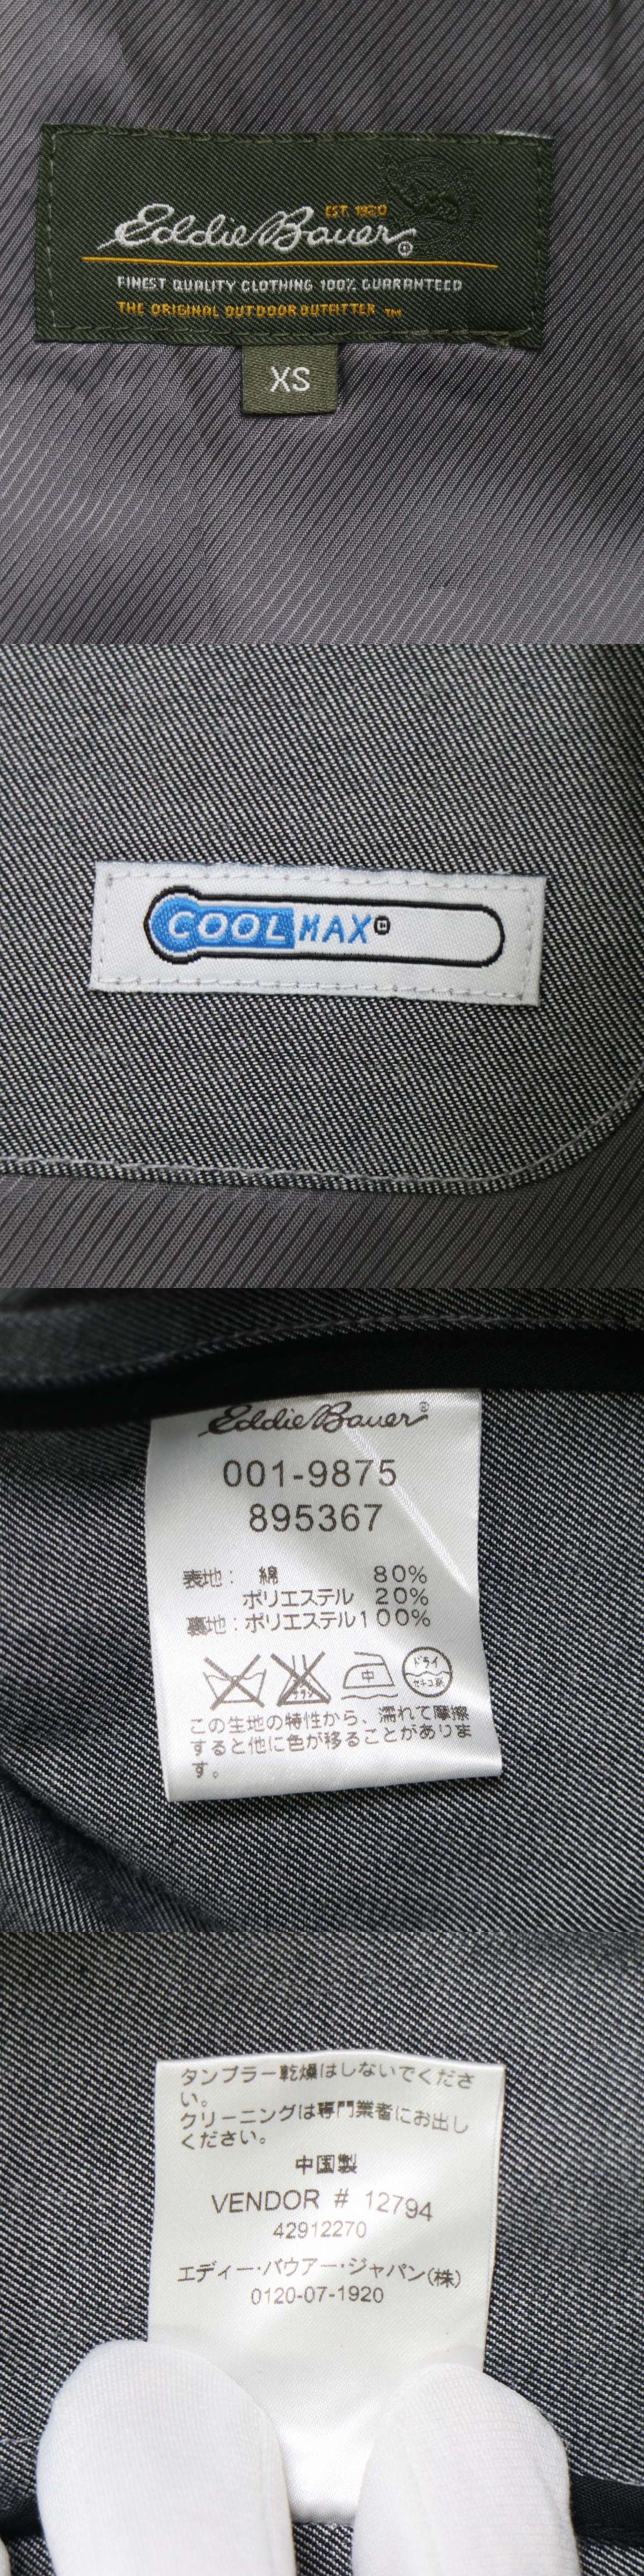 EST. 1920
Eddie Bauer®
FINEST QUALITY CLOTHING 100% GUARANTEED
THE ORIGINAL OUTDOOR OUTFITTER ™
XS
COOLMAX®
Eddie Bauer®
001-9875
895367
表地: 綿 80%
ポリエステル 20%
裏地:ポリエステル100%
中 ドライ
セキユ系
この生地の特性から、濡れて摩擦
すると他に色が移ることがありま
す。
タンブラー乾燥はしないでくださ
い。
クリーニングは専門業者にお出し
ください。
中国製
VENDOR # 12794
42912270
エディー・バウアー・ジャパン(株)
0120-07-1920